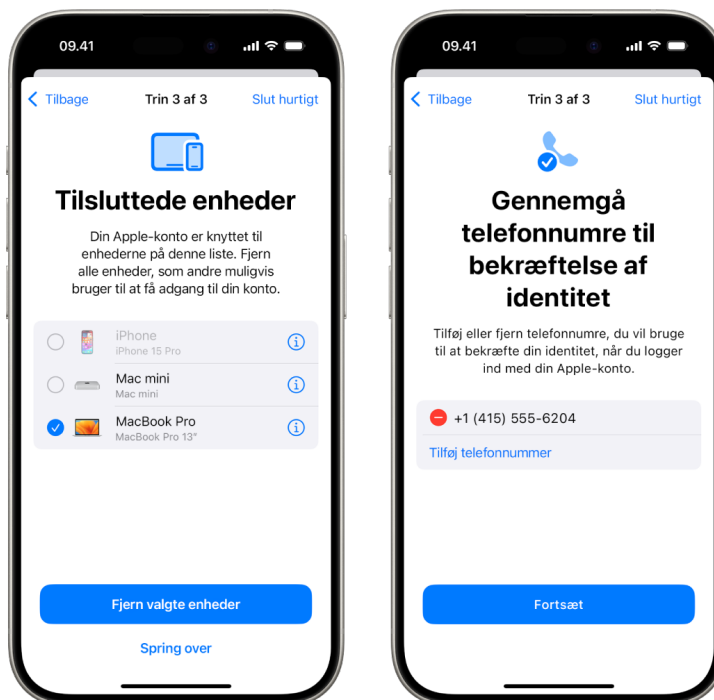 09.41
Tilbage
Trin 3 af 3
Slut hurtigt
Tilsluttede enheder
Din Apple-konto er knyttet til
enhederne på denne liste. Fjern
alle enheder, som andre muligvis
bruger til at få adgang til din konto.
iPhone
iPhone 15 Pro
Mac mini
Mac mini
MacBook Pro
MacBook Pro 13"
Fjern valgte enheder
Spring over
09.41
Tilbage
Trin 3 af 3
Slut hurtigt
Gennemgå
telefonnumre til
bekræftelse af
identitet
Tilføj eller fjern telefonnumre, du vil bruge
til at bekræfte din identitet, når du logger
ind med din Apple-konto.
+1 (415) 555-6204
Tilføj telefonnummer
Fortsæt